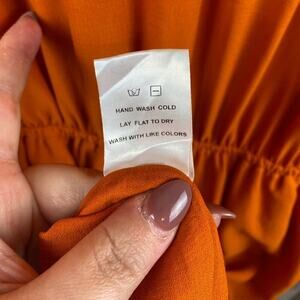 HAND WASH COLD
LAY FLAT TO DRY
WASH WITH LIKE COLORS